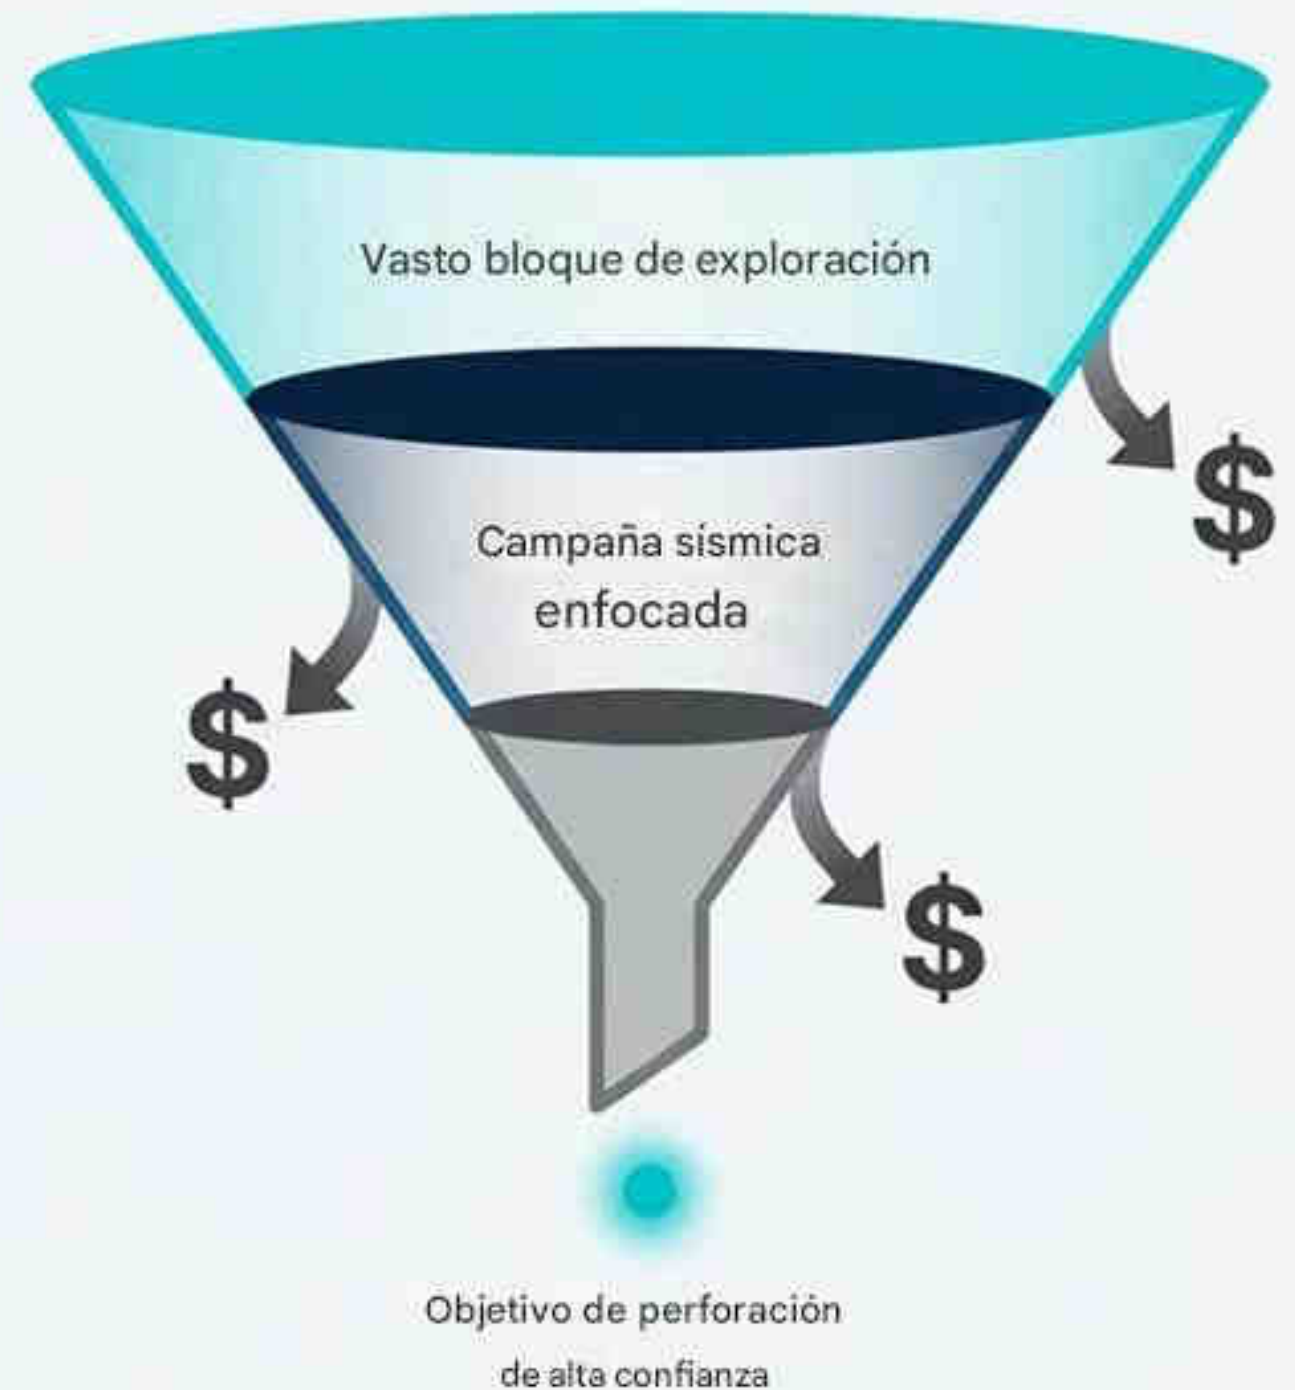 Vasto bloque de exploración
$
Campaña sísmica
enfocada
$
$
Objetivo de perforación
de alta confianza